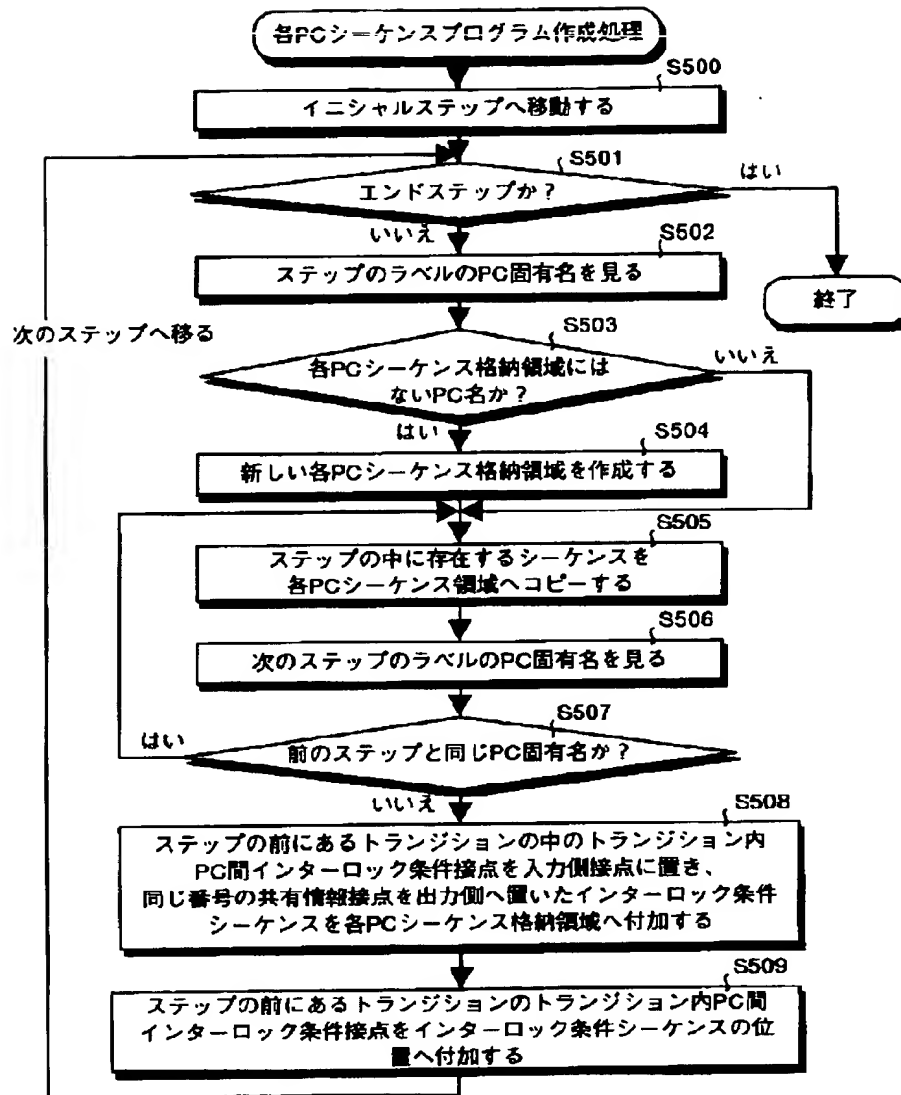 各PCシーケンスプログラム作成処理
S500
イニシャルステップへ移動する
S501
エンドステップか？
はい
いいえ
S502
ステップのラベルのPC固有名を見る
終了
次のステップへ移る
S503
各PCシーケンス格納領域には
ないPC名か？
いいえ
はい
S504
新しい各PCシーケンス格納領域を作成する
S505
ステップの中に存在するシーケンスを
各PCシーケンス領域へコピーする
S506
次のステップのラベルのPC固有名を見る
S507
はい
前のステップと同じPC固有名か？
いいえ
S508
ステップの前にあるトランジションの中のトランジション内
PC間インターロック条件接点を入力側接点に置き、
同じ番号の共有情報接点を出力側へ置いたインターロック条件
シーケンスを各PCシーケンス格納領域へ付加する
S509
ステップの前にあるトランジションのトランジション内PC間
インターロック条件接点をインターロック条件シーケンスの位
置へ付加する